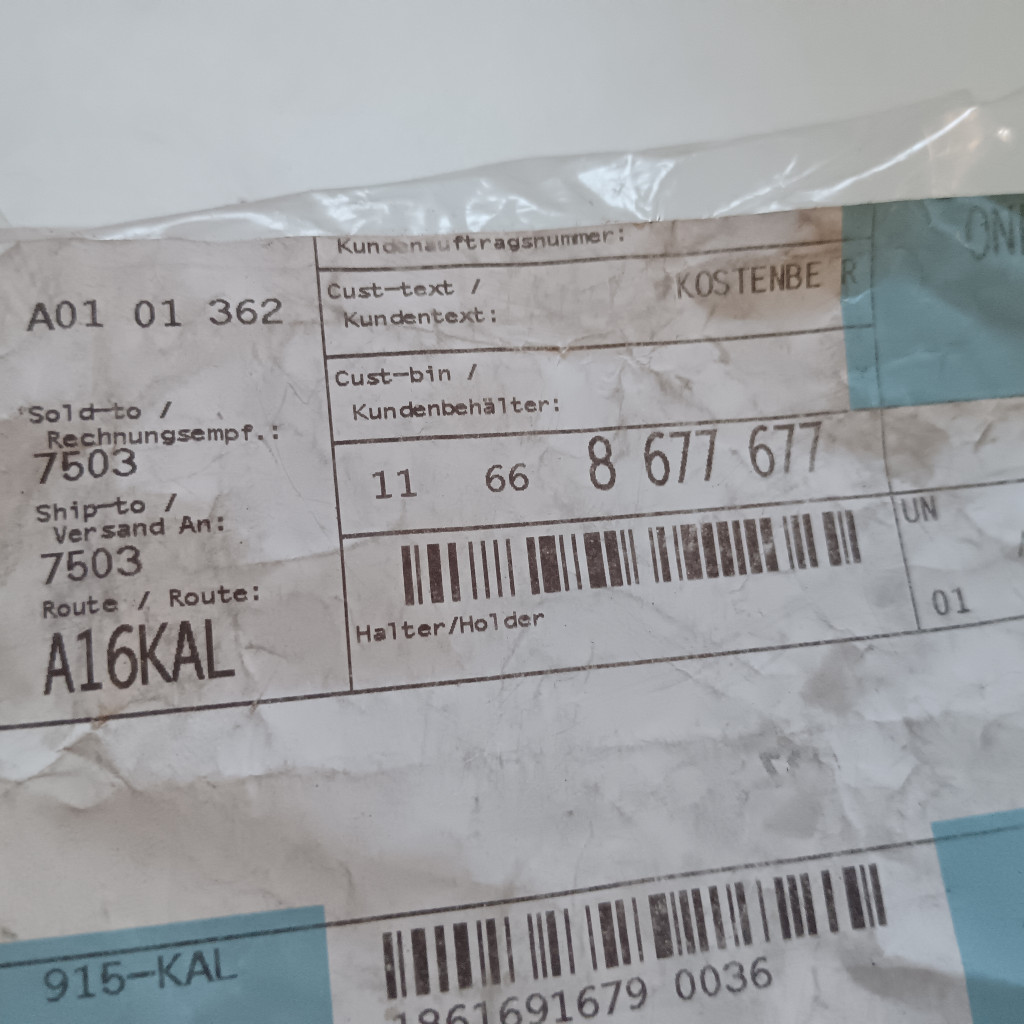 Kundenauftragsnummer:
A01 01 362
Cust-text /
KOSTENBE R
Kundentext:
Cust-bin /
Kundenbehälter:
Sold-to /
Rechnungsempf.:
7503
11 66 8 677 677
Ship-to /
Versand An:
7503
UN
Route / Route:
01
Halter/Holder
A16KAL
915-KAL
1861691679 0036